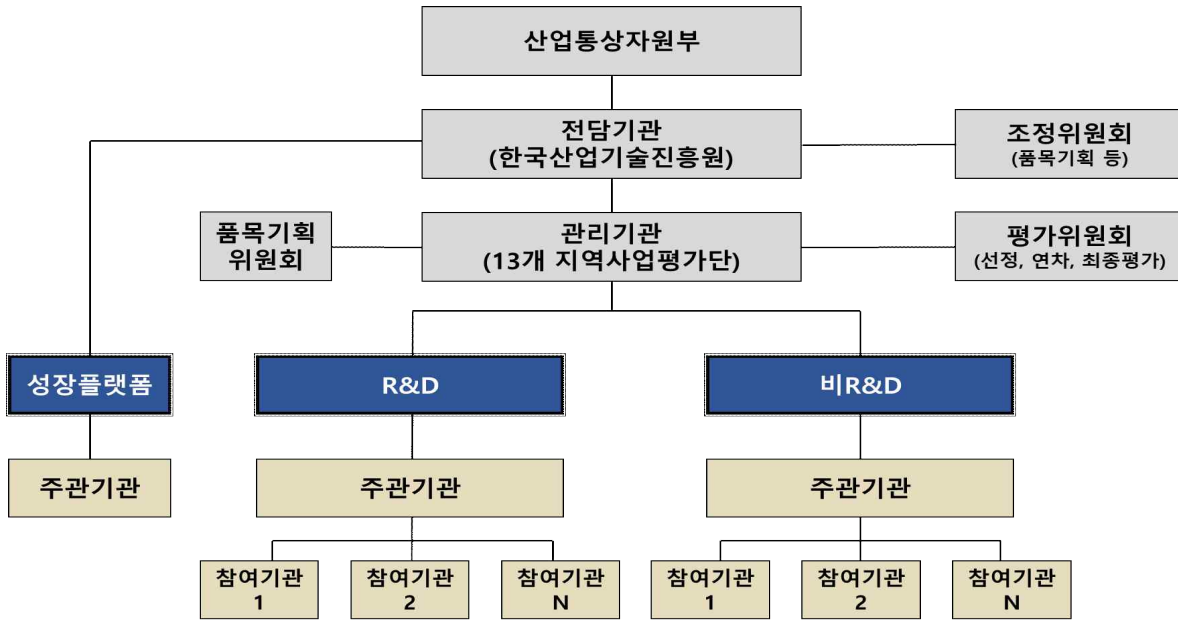 산업통상자원부
전담기관
(한국산업기술진흥원)
조정위원회
(품목기획 등)
품목기획
위원회
관리기관
(13개 지역사업평가단)
평가위원회
(선정, 연차, 최종평가)
성장플랫폼
R&D
비R&D
주관기관
주관기관
주관기관
참여기관
1
참여기관
2
참여기관
N
참여기관
1
참여기관
2
참여기관
N